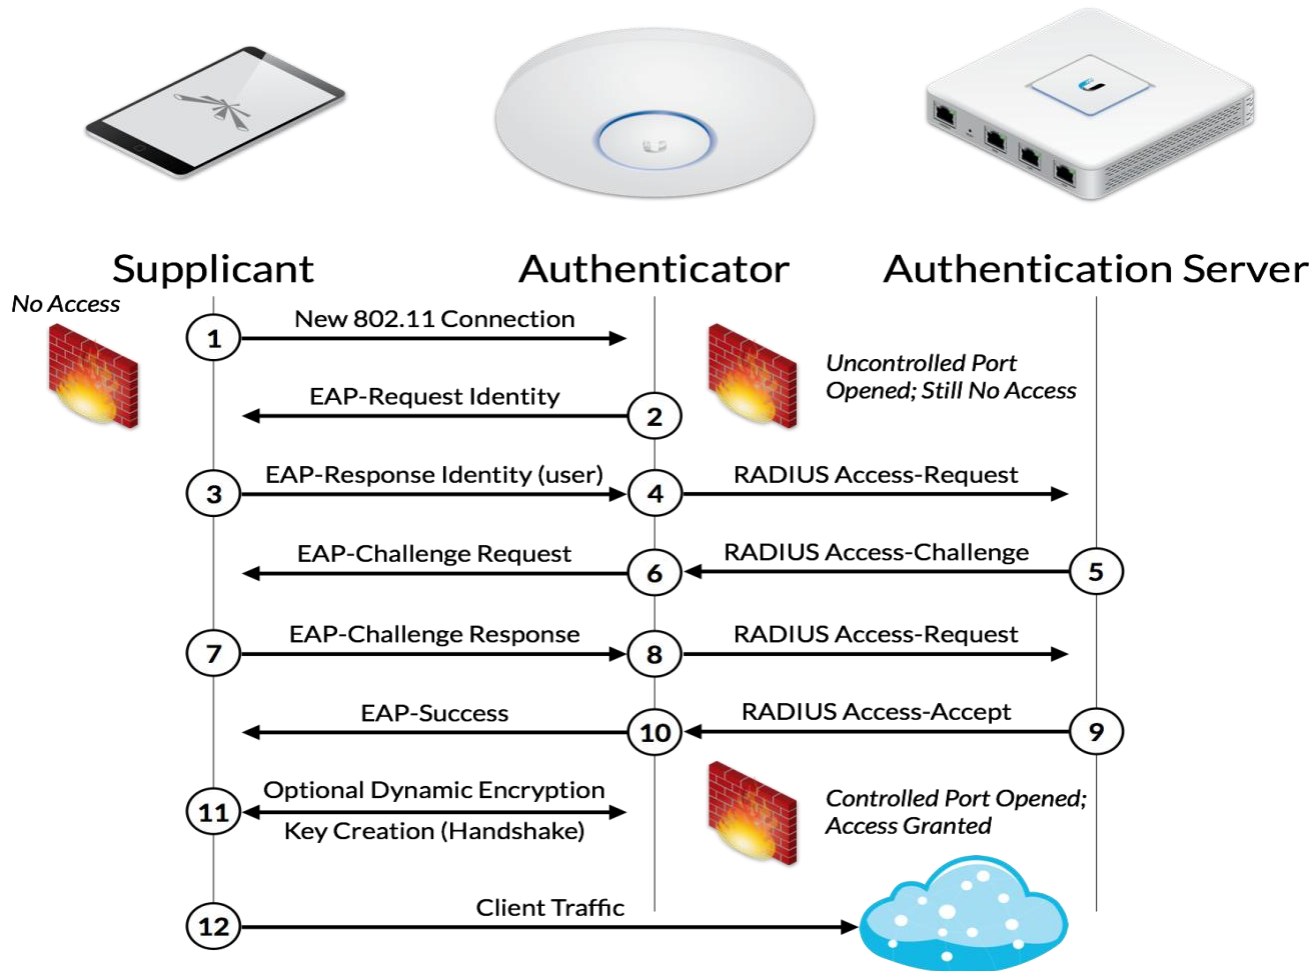 Supplicant
Authenticator
Authentication Server
No Access
1
New 802.11 Connection
Uncontrolled Port
Opened; Still No Access
EAP-Request Identity
2
3
EAP-Response Identity (user)
4
RADIUS Access-Request
EAP-Challenge Request
6
RADIUS Access-Challenge
5
7
EAP-Challenge Response
8
RADIUS Access-Request
EAP-Success
10
RADIUS Access-Accept
9
11
Optional Dynamic Encryption
Key Creation (Handshake)
Controlled Port Opened;
Access Granted
12
Client Traffic